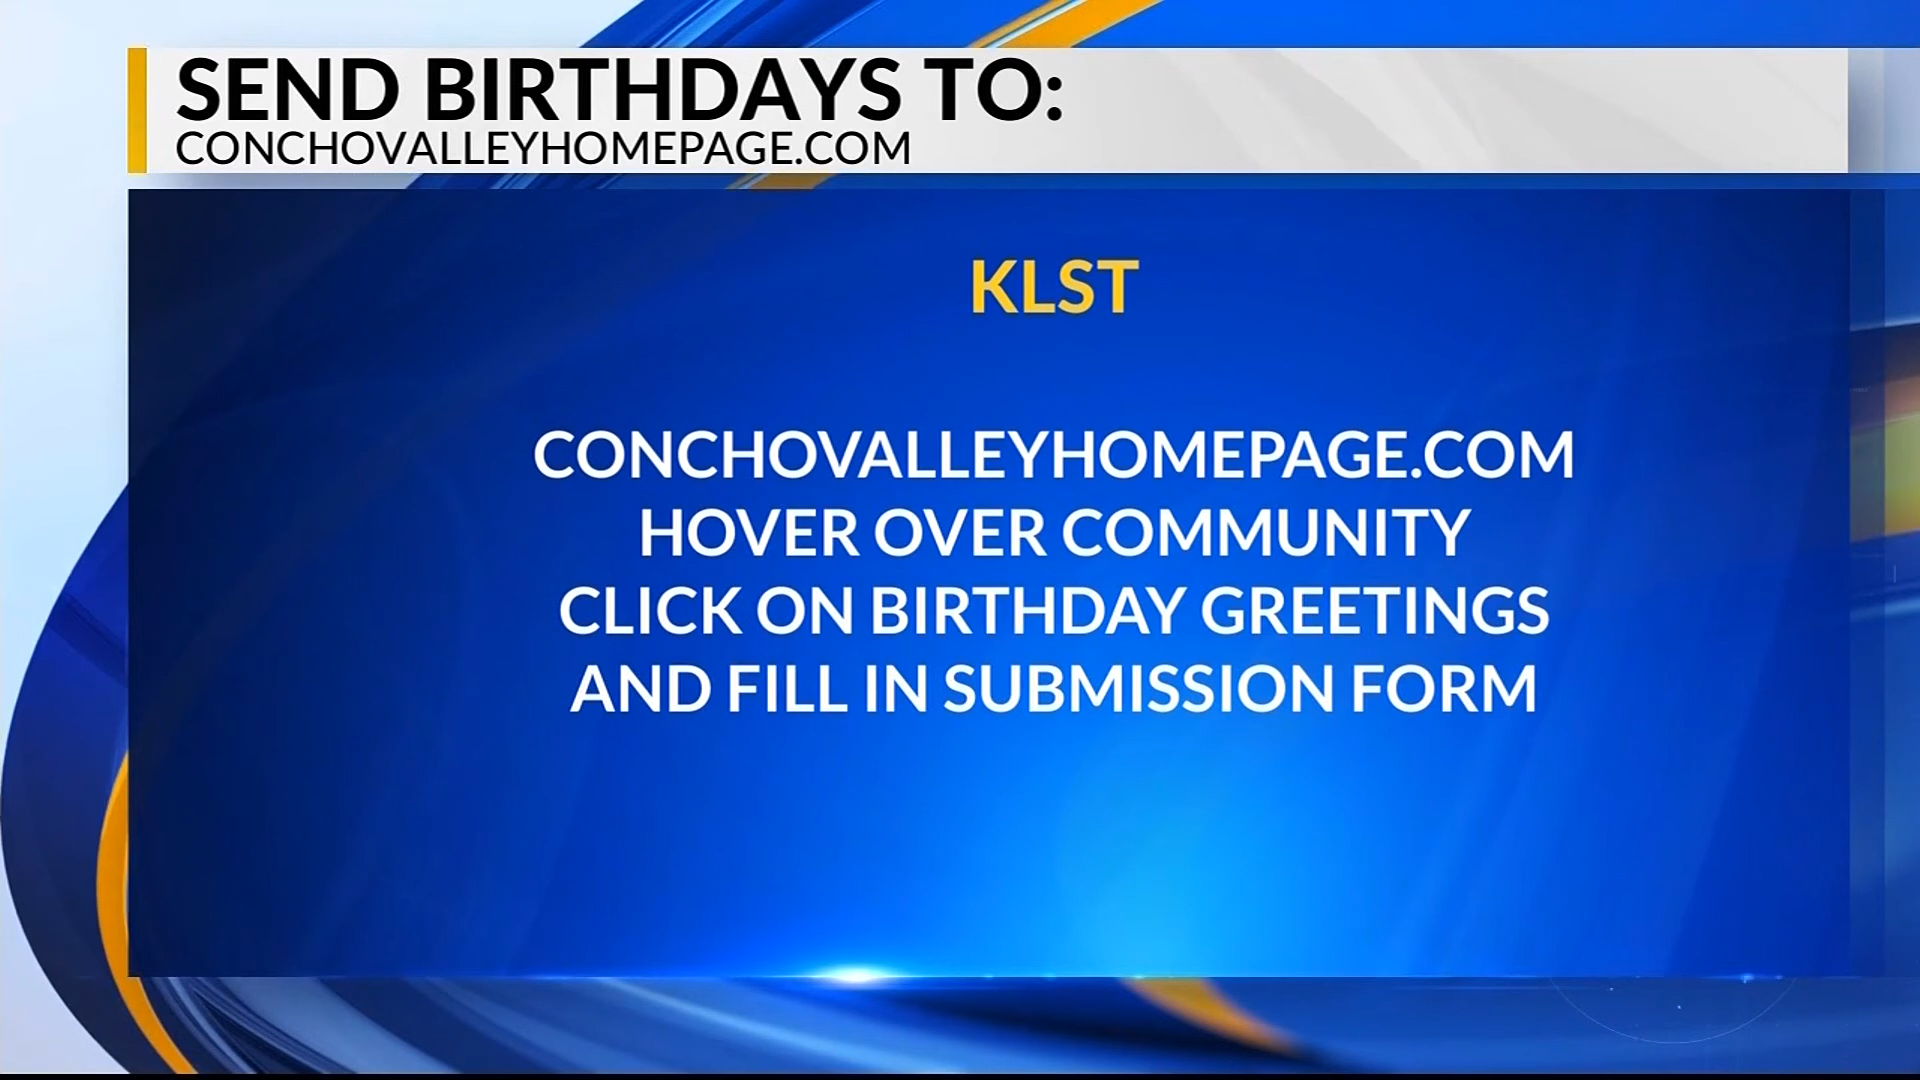 SEND BIRTHDAYS TO:
CONCHOVALLEYHOMEPAGE.COM
KLST
CONCHOVALLEYHOMEPAGE.COM
HOVER OVER COMMUNITY
CLICK ON BIRTHDAY GREETINGS
AND FILL IN SUBMISSION FORM